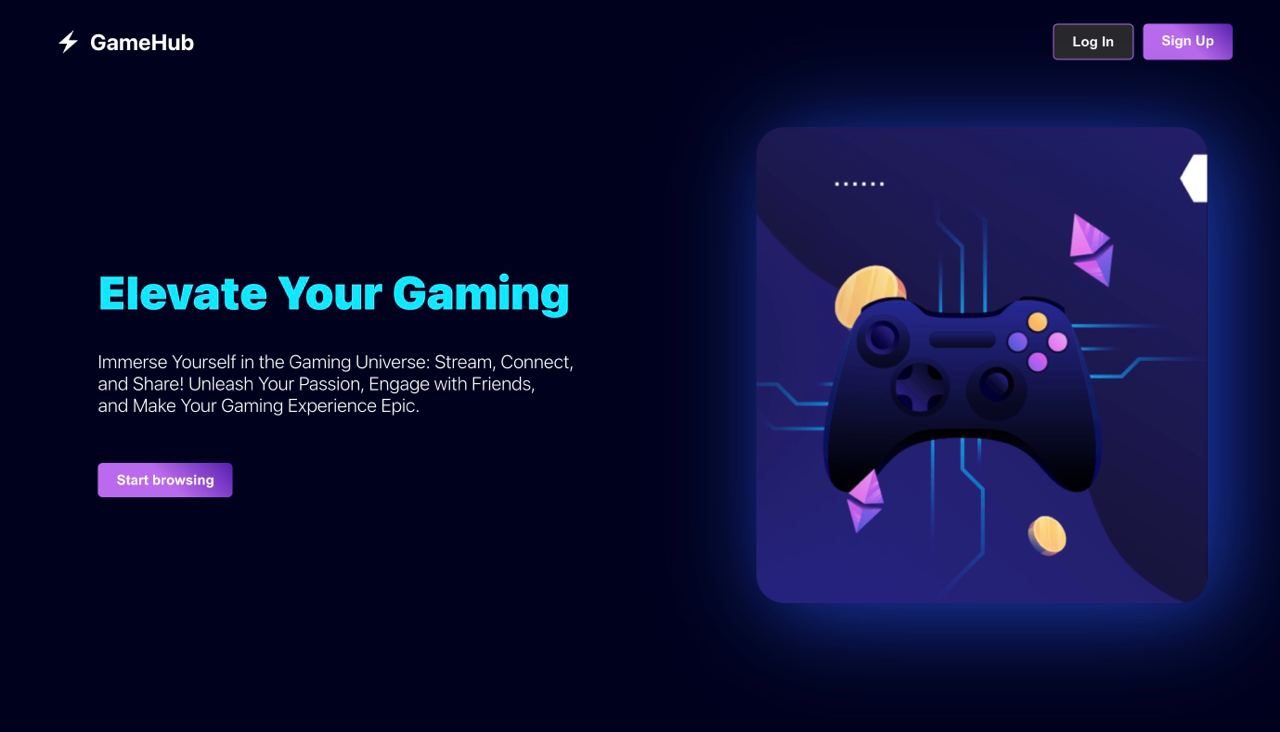 GameHub
Log In
Sign Up
Elevate Your Gaming
Immerse Yourself in the Gaming Universe: Stream, Connect,
and Share! Unleash Your Passion, Engage with Friends,
and Make Your Gaming Experience Epic.
Start browsing